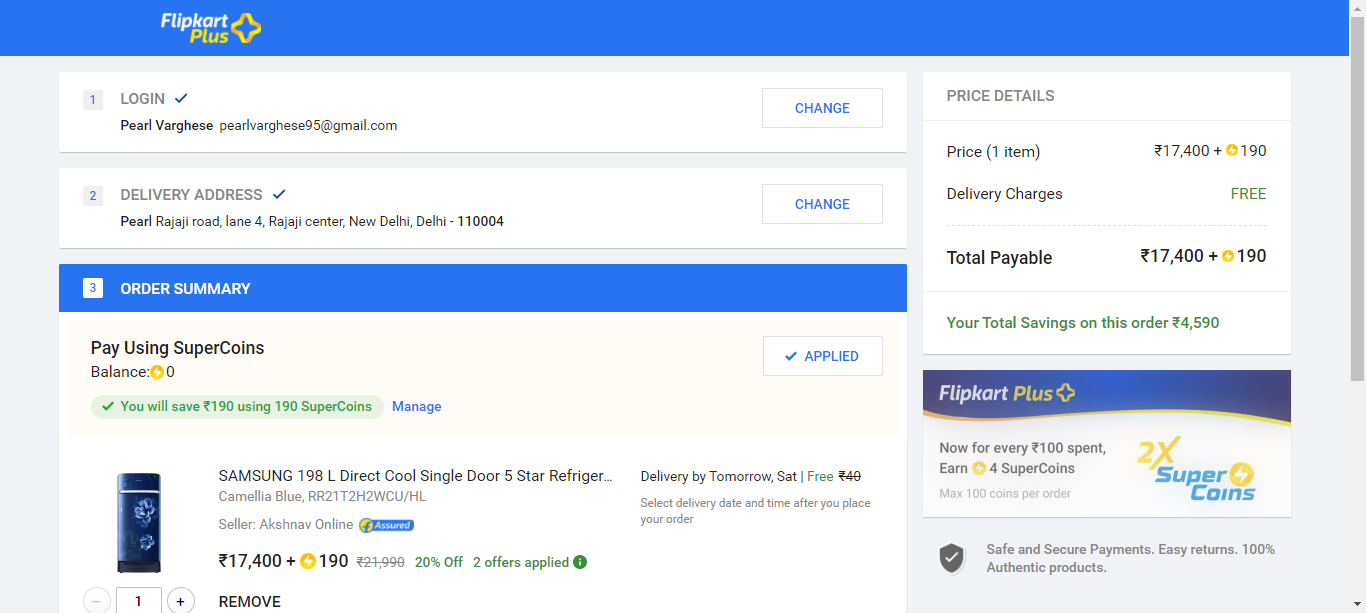 Flipkart
Plus
1 LOGIN
Pearl Varghese pearlvarghese95@gmail.com
CHANGE
2 DELIVERY ADDRESS
Pearl Rajaji road, lane 4, Rajaji center, New Delhi, Delhi - 110004
CHANGE
3 ORDER SUMMARY
Pay Using SuperCoins
Balance: 0
APPLIED
You will save ₹190 using 190 SuperCoins Manage
SAMSUNG 198 L Direct Cool Single Door 5 Star Refriger...
Camellia Blue, RR21T2H2WCU/HL
Seller: Akshnav Online Assured
₹17,400 + 190 ₹21,990 20% Off 2 offers applied
Delivery by Tomorrow, Sat | Free ₹40
Select delivery date and time after you place
your order
− 1 + REMOVE
PRICE DETAILS
Price (1 item) ₹17,400 + 190
Delivery Charges FREE
Total Payable ₹17,400 + 190
Your Total Savings on this order ₹4,590
Flipkart Plus
Now for every ₹100 spent,
Earn 4 SuperCoins
Max 100 coins per order
2X
Super
Coins
Safe and Secure Payments. Easy returns. 100%
Authentic products.